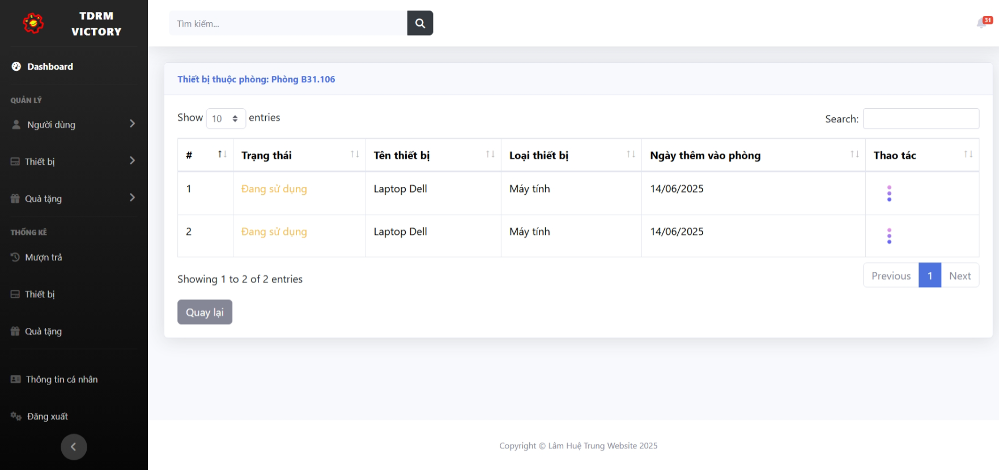 TDRM
VICTORY
Dashboard
QUẢN LÝ
Người dùng
Thiết bị
Quà tặng
THỐNG KÊ
Mượn trả
Thiết bị
Quà tặng
Thông tin cá nhân
Đăng xuất
Tìm kiếm...
31
Thiết bị thuộc phòng: Phòng B31.106
Show 10 entries
Search:
# Trạng thái Tên thiết bị Loại thiết bị Ngày thêm vào phòng Thao tác
1 Đang sử dụng Laptop Dell Máy tính 14/06/2025
2 Đang sử dụng Laptop Dell Máy tính 14/06/2025
Showing 1 to 2 of 2 entries
Previous 1 Next
Quay lại
Copyright © Lâm Huệ Trung Website 2025